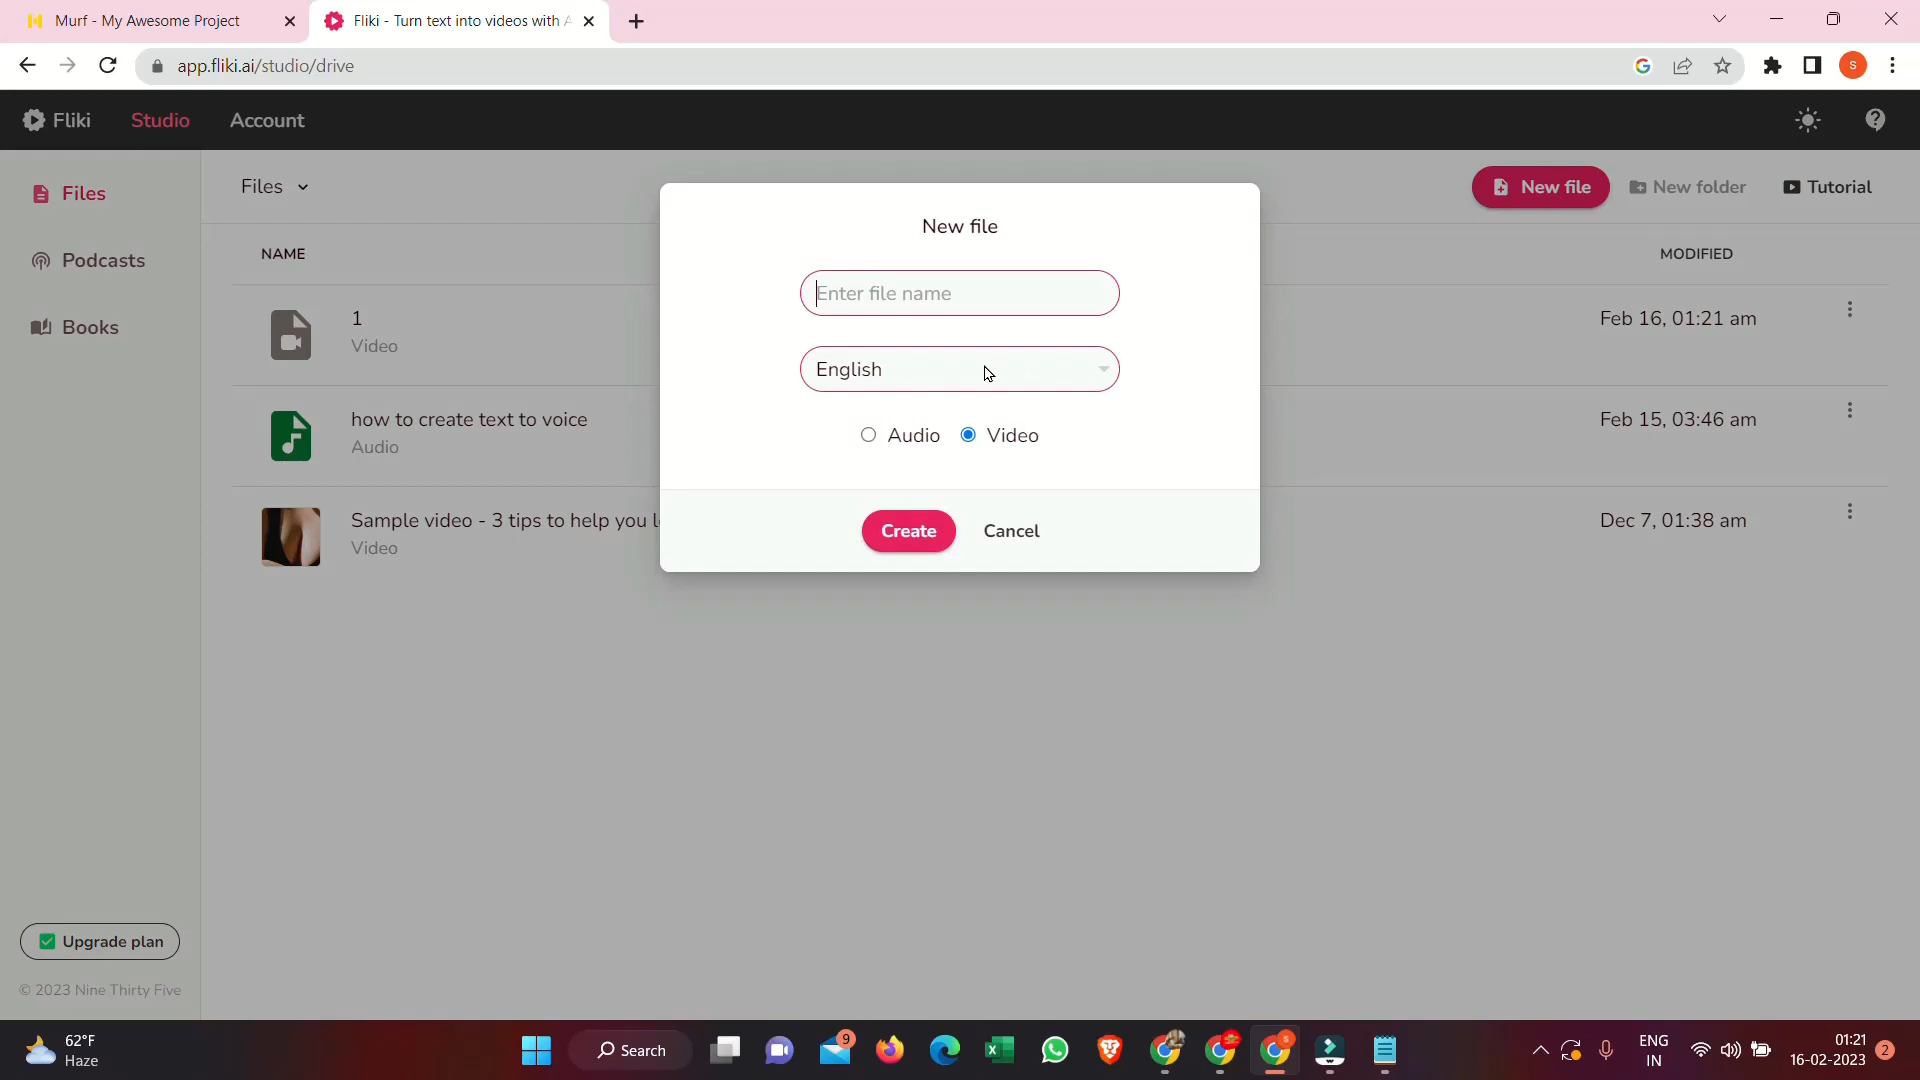 Murf - My Awesome Project
Fliki - Turn text into videos with A
app.fliki.ai/studio/drive
S
Fliki
Studio
Account
Files
Podcasts
Books
Files
New file
New folder
Tutorial
NAME
MODIFIED
1
Video
Feb 16, 01:21 am
how to create text to voice
Audio
Feb 15, 03:46 am
Sample video - 3 tips to help you l
Video
Dec 7, 01:38 am
New file
Enter file name
English
Audio
Video
Create
Cancel
Upgrade plan
© 2023 Nine Thirty Five
62°F
Haze
Search
9
S
ENG
IN
01:21
16-02-2023
2